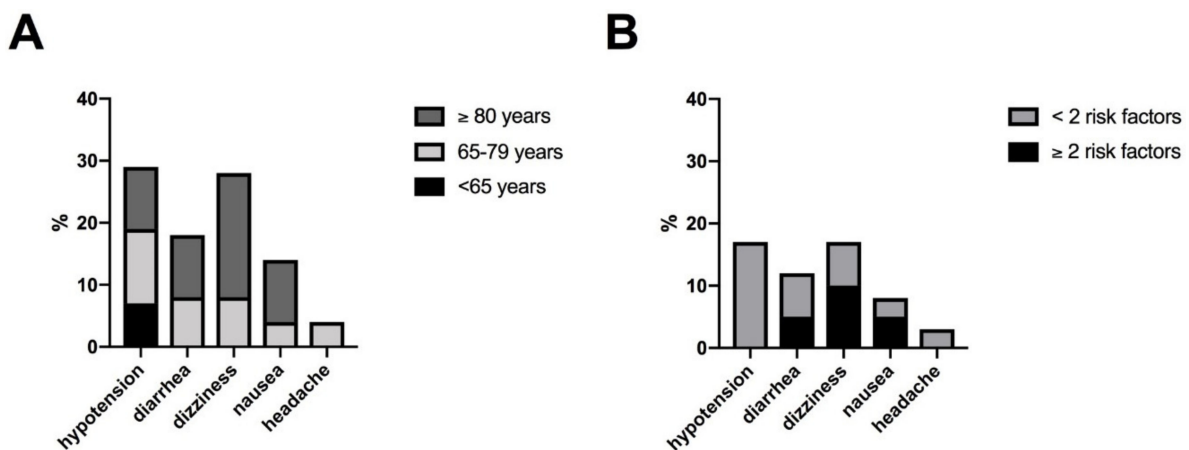 A
40
30
20
10
0
%
hypotension
diarrhea
dizziness
nausea
headache
≥ 80 years
65-79 years
<65 years
B
40
30
20
10
0
%
hypotension
diarrhea
dizziness
nausea
headache
< 2 risk factors
≥ 2 risk factors